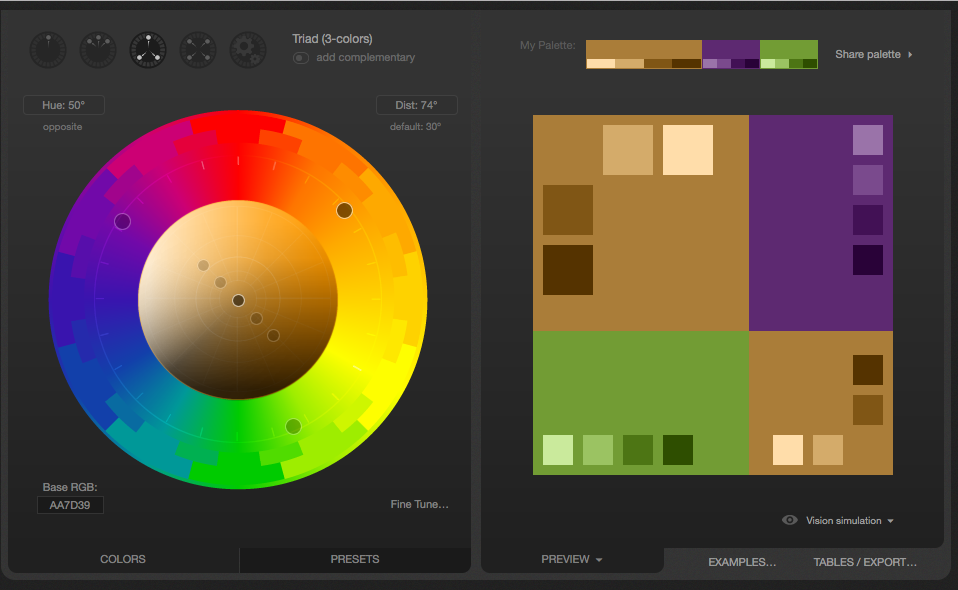 Triad (3-colors)
add complementary
Hue: 50°
opposite
Dist: 74°
default: 30°
Base RGB:
AA7D39
Fine Tune...
COLORS
PRESETS
My Palette:
Share palette
Vision simulation
PREVIEW
EXAMPLES...
TABLES / EXPORT...